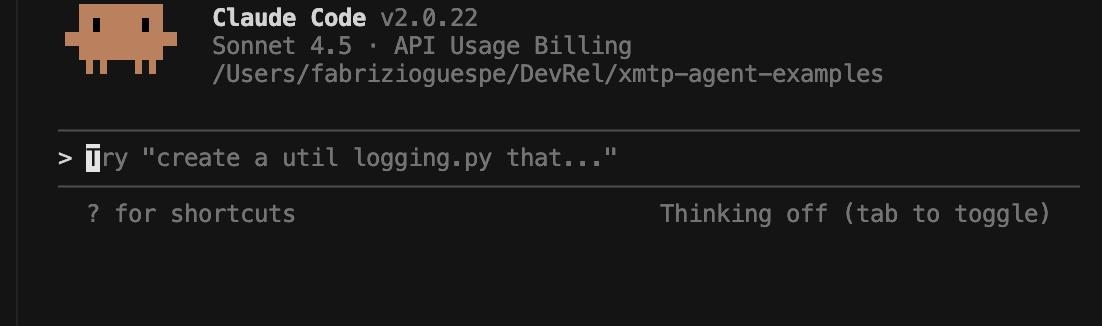 Claude Code v2.0.22
Sonnet 4.5 · API Usage Billing
/Users/fabrizioguespe/DevRel/xmtp-agent-examples
> Try "create a util logging.py that..."
? for shortcuts
Thinking off (tab to toggle)